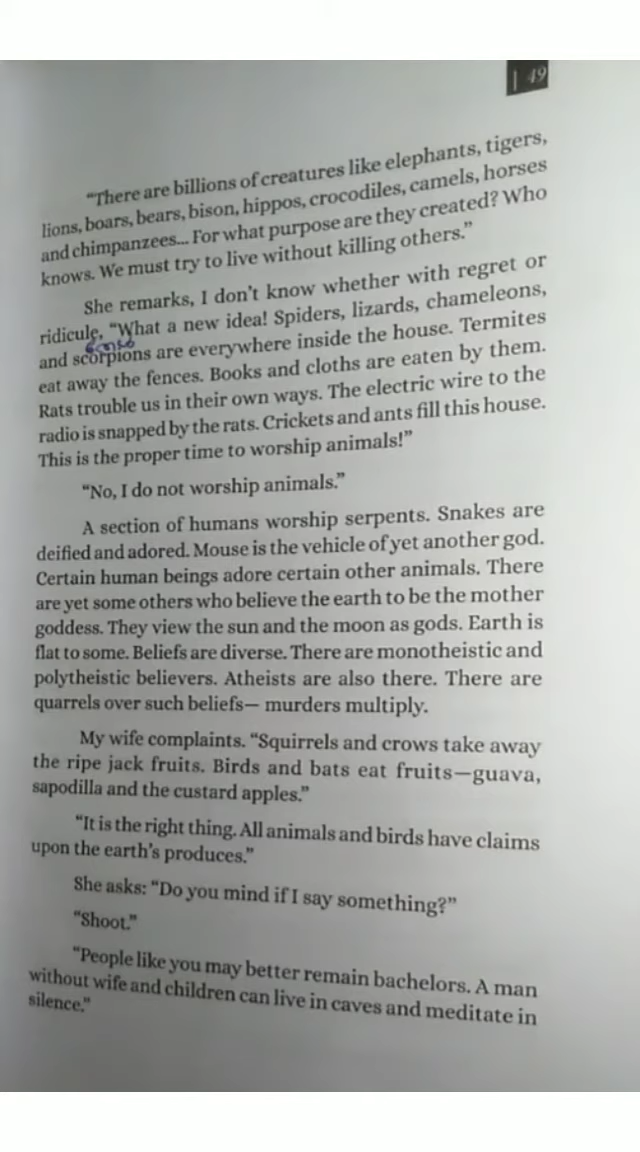 | 49
"There are billions of creatures like elephants, tigers,
lions, boars, bears, bison, hippos, crocodiles, camels, horses
and chimpanzees... For what purpose are they created? Who
knows. We must try to live without killing others."
She remarks, I don't know whether with regret or
ridicule, "What a new idea! Spiders, lizards, chameleons,
and scorpions are everywhere inside the house. Termites
eat away the fences. Books and cloths are eaten by them.
Rats trouble us in their own ways. The electric wire to the
radio is snapped by the rats. Crickets and ants fill this house.
This is the proper time to worship animals!"
"No, I do not worship animals."
A section of humans worship serpents. Snakes are
deified and adored. Mouse is the vehicle of yet another god.
Certain human beings adore certain other animals. There
are yet some others who believe the earth to be the mother
goddess. They view the sun and the moon as gods. Earth is
flat to some. Beliefs are diverse. There are monotheistic and
polytheistic believers. Atheists are also there. There are
quarrels over such beliefs— murders multiply.
My wife complaints. "Squirrels and crows take away
the ripe jack fruits. Birds and bats eat fruits—guava,
sapodilla and the custard apples."
"It is the right thing. All animals and birds have claims
upon the earth's produces."
She asks: "Do you mind if I say something?"
"Shoot."
"People like you may better remain bachelors. A man
without wife and children can live in caves and meditate in
silence."